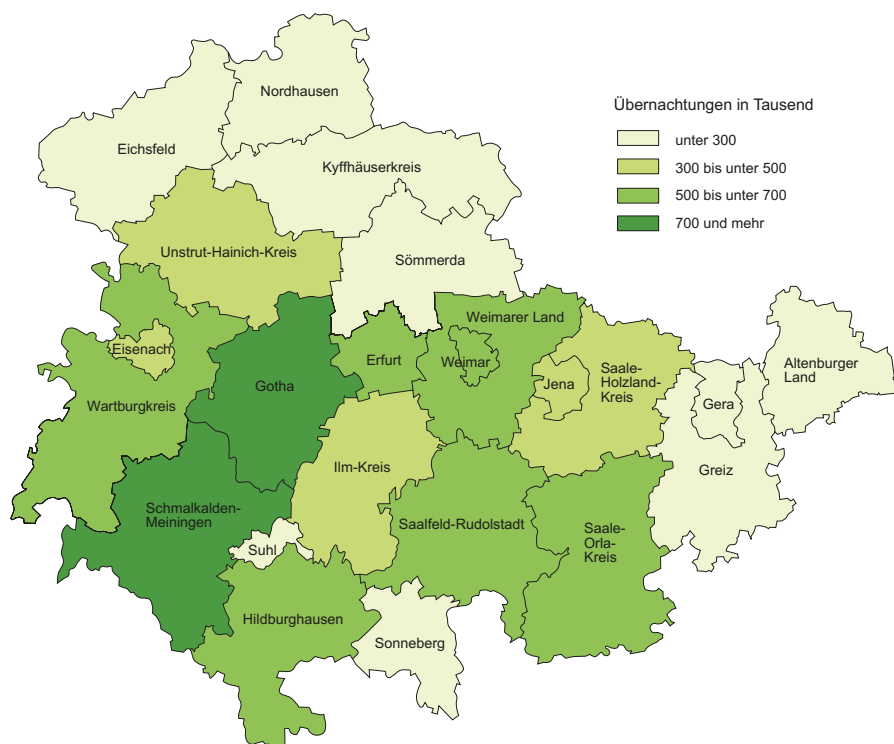 Nordhausen
Übernachtungen in Tausend
unter 300
Eichsfeld
Kyffhäuserkreis
300 bis unter 500
500 bis unter 700
700 und mehr
Unstrut-Hainich-Kreis
Sömmerda
Weimarer Land
Eisenach
Erfurt
Weimar
Altenburger
Land
Gotha
Jena
Saale-
Holzland-
Kreis
Wartburgkreis
Gera
Ilm-Kreis
Greiz
Schmalkalden-
Meiningen
Saalfeld-Rudolstadt
Saale-
Orla-
Kreis
Suhl
Hildburghausen
Sonneberg